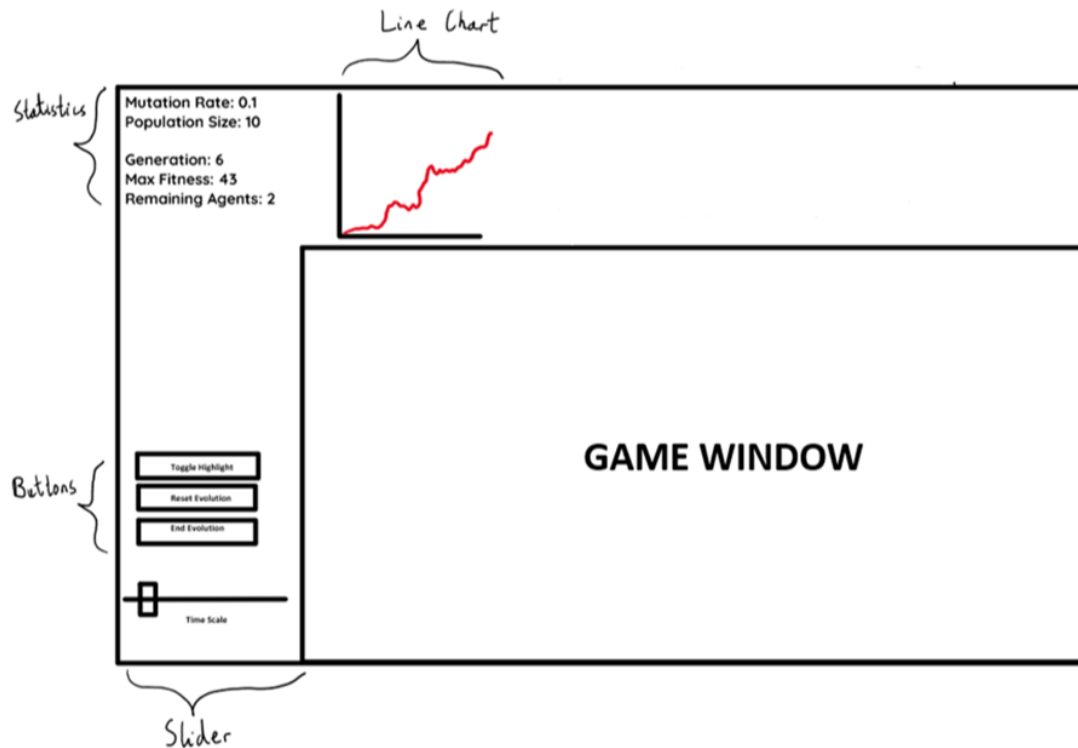 Line Chart
Statistics
Mutation Rate: 0.1
Population Size: 10
Generation: 6
Max Fitness: 43
Remaining Agents: 2
GAME WINDOW
Buttons
Toggle Highlight
Reset Evolution
End Evolution
Time Scale
Slider